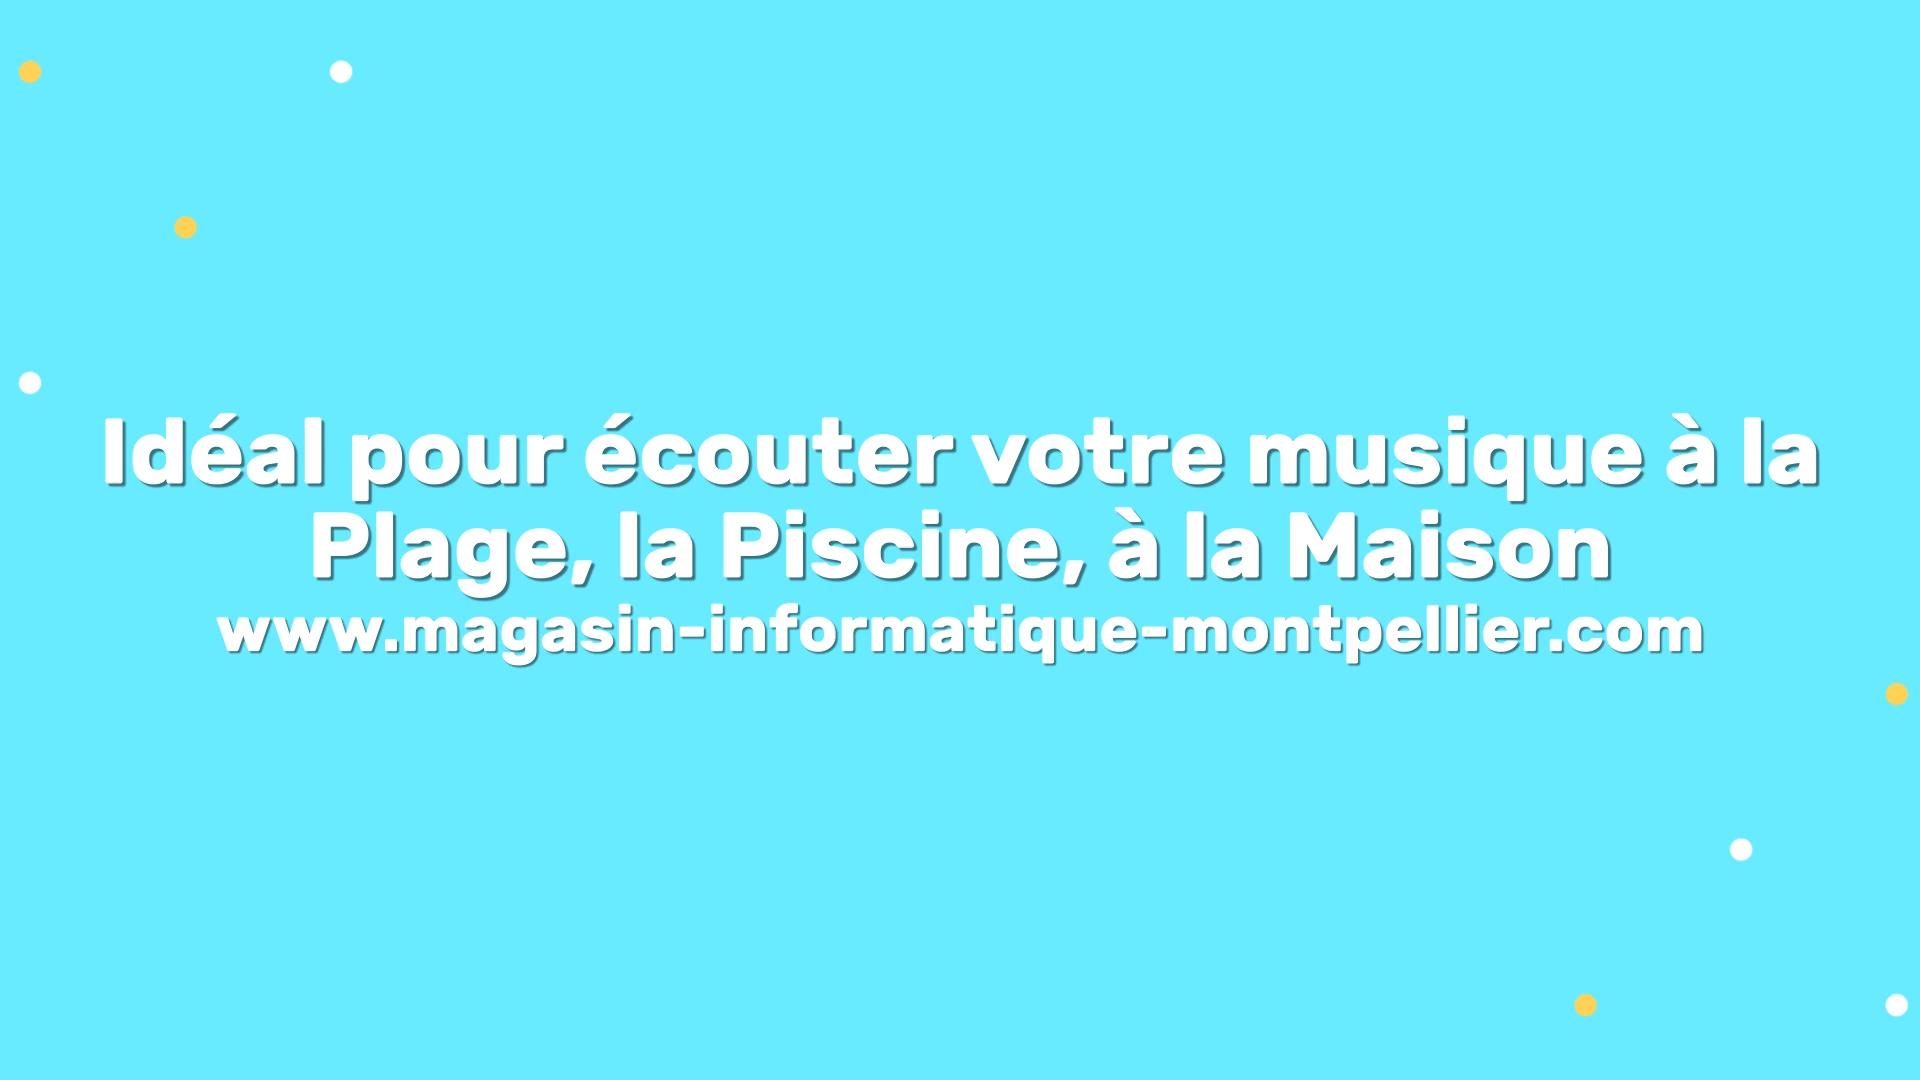 Idéal pour écouter votre musique à la
Plage, la Piscine, à la Maison
www.magasin-informatique-montpellier.com